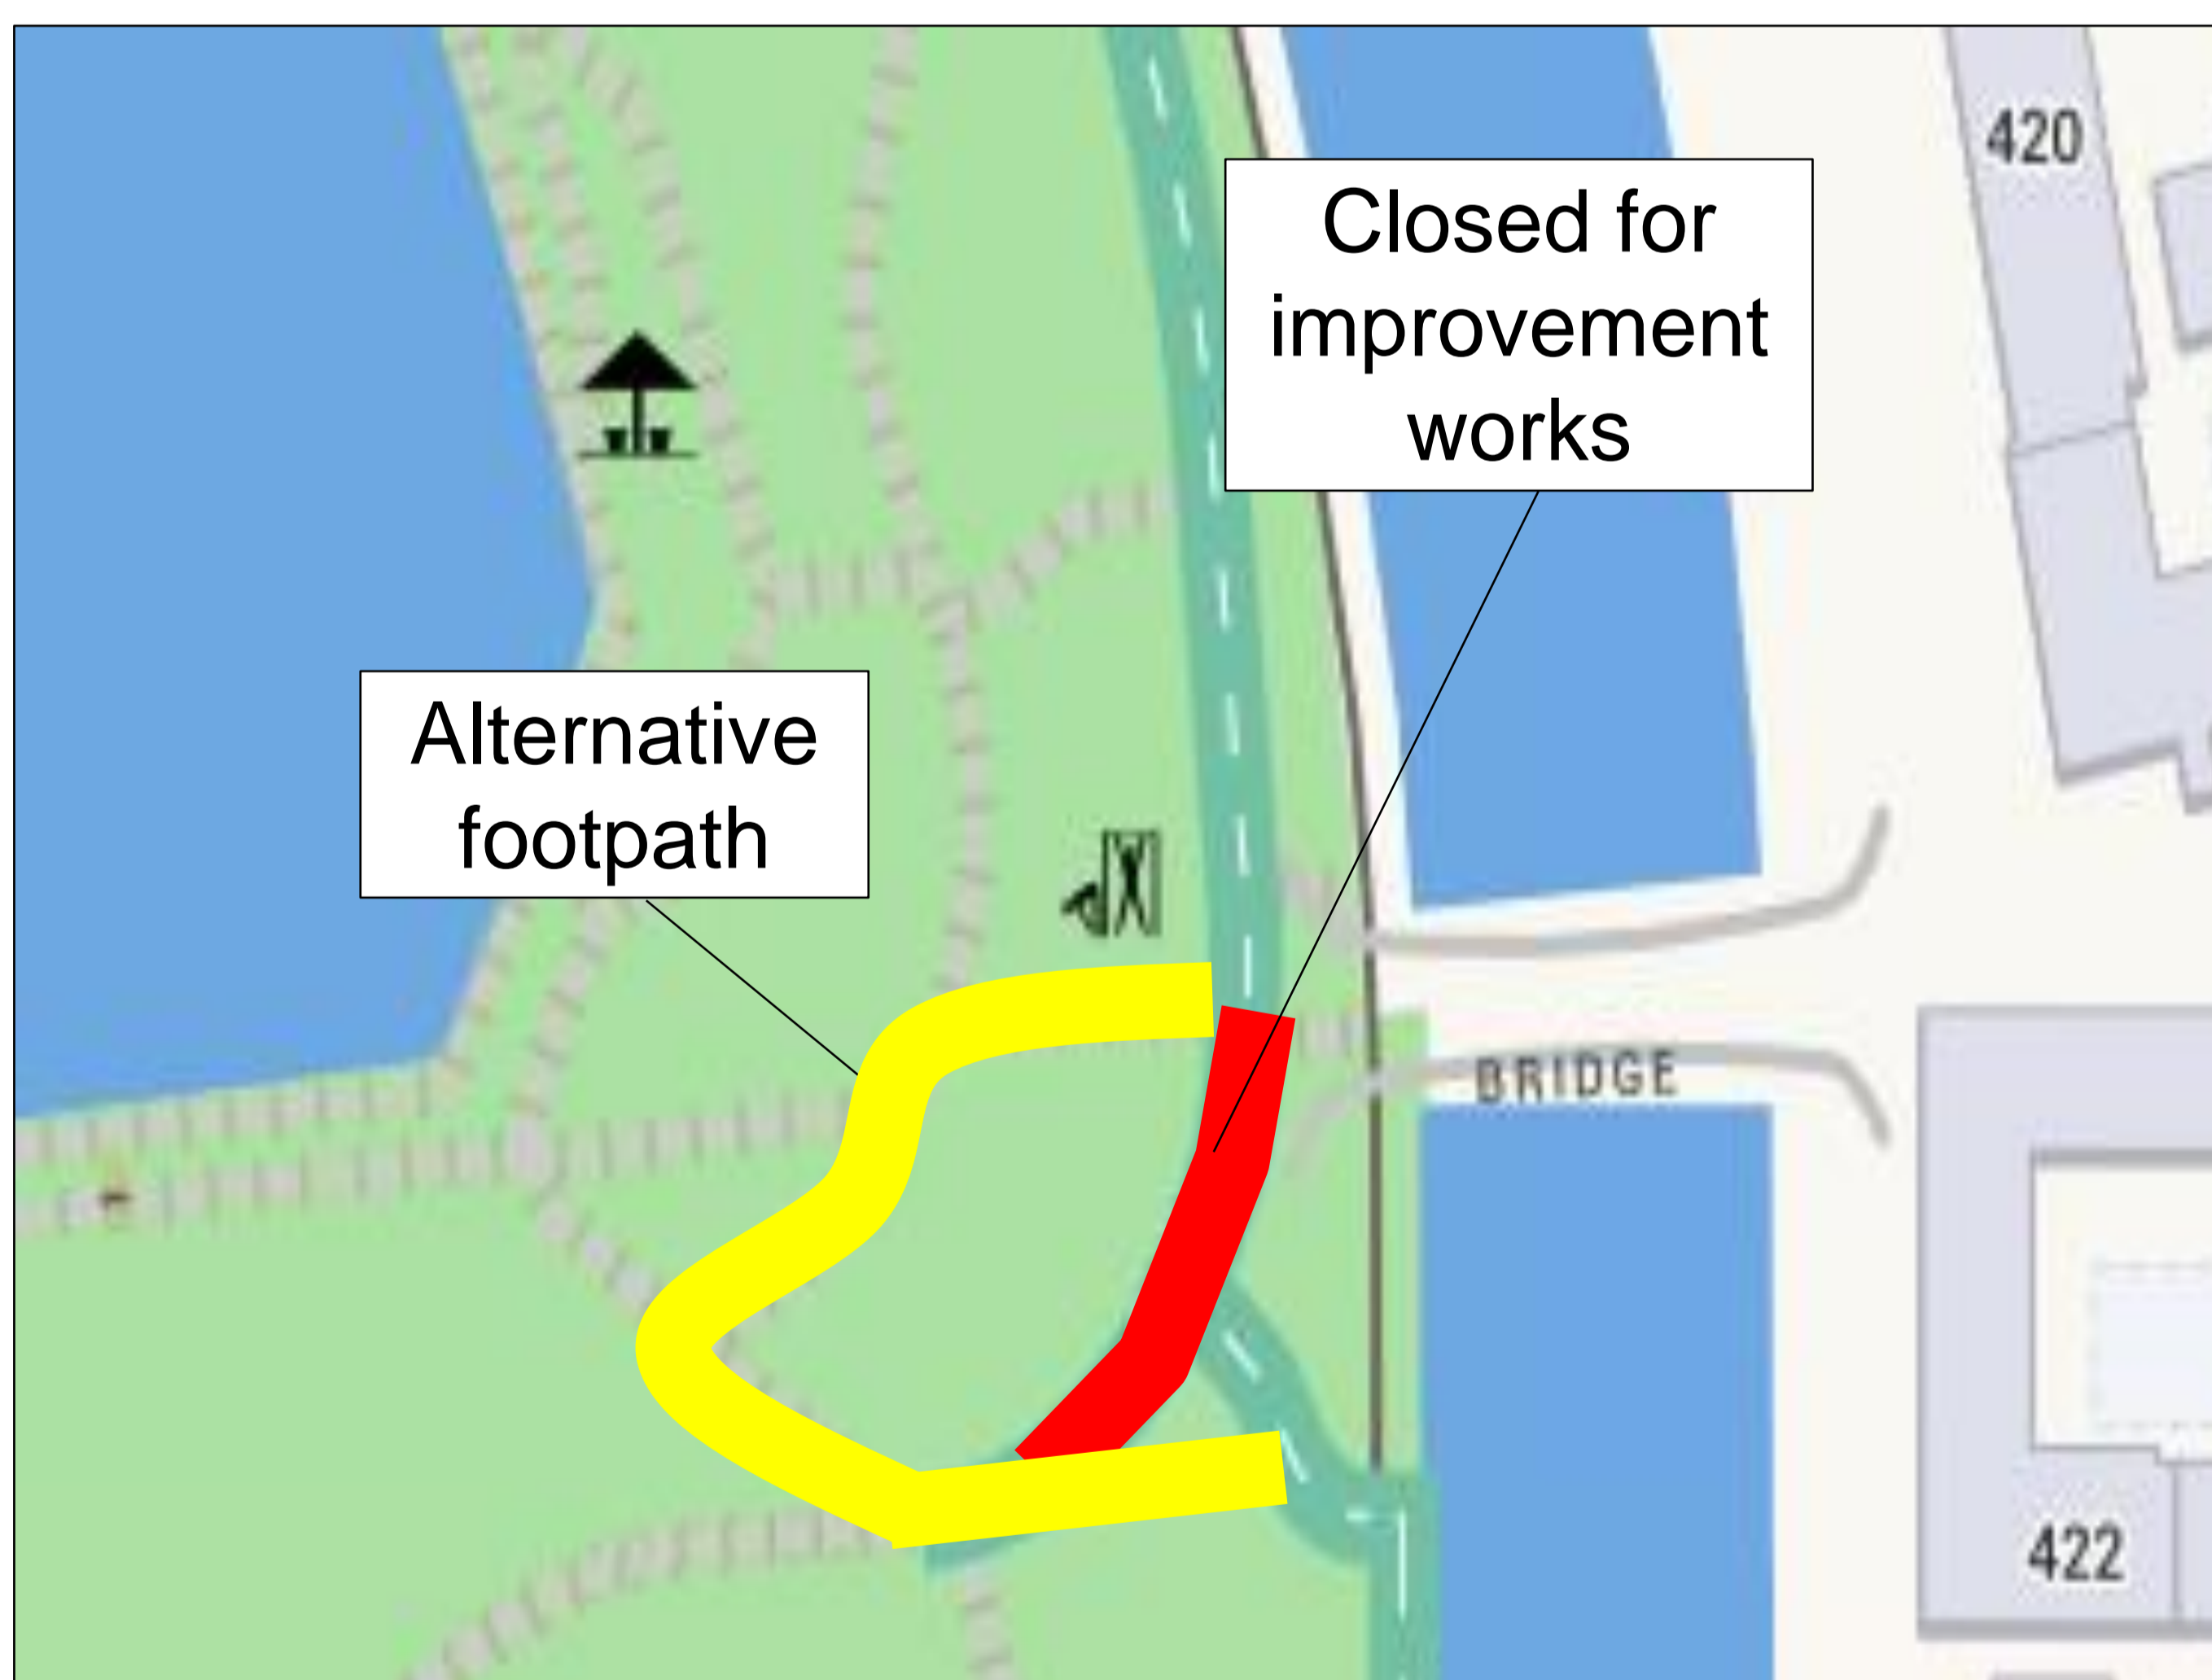 420
Closed for
improvement
works
Alternative
footpath
BRIDGE
422